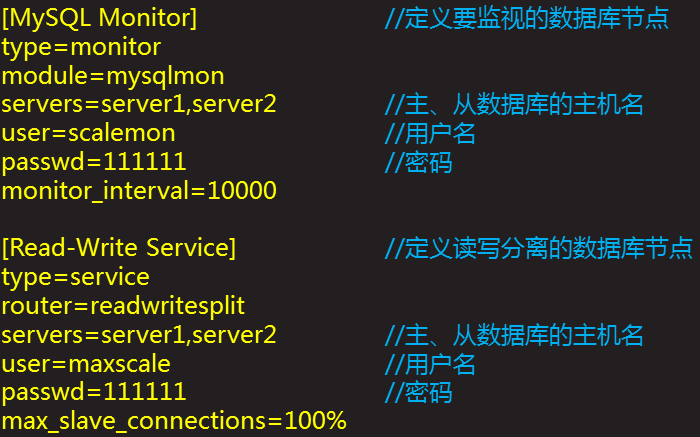 [MySQL Monitor] //定义要监视的数据库节点
type=monitor
module=mysqlmon
servers=server1,server2 //主、从数据库的主机名
user=scalemon //用户名
passwd=111111 //密码
monitor_interval=10000
[Read-Write Service] //定义读写分离的数据库节点
type=service
router=readwritesplit
servers=server1,server2 //主、从数据库的主机名
user=maxscale //用户名
passwd=111111 //密码
max_slave_connections=100%